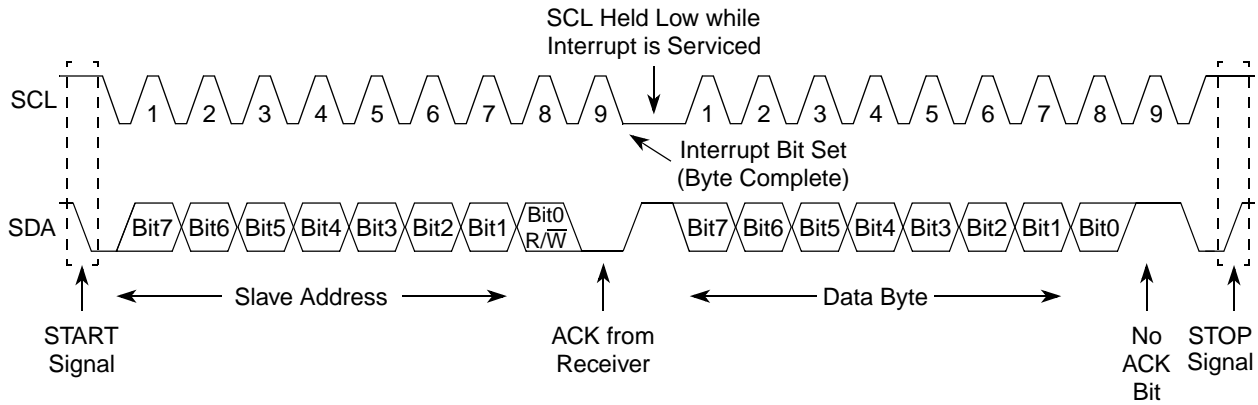 SCL Held Low while
Interrupt is Serviced
SCL
1 2 3 4 5 6 7 8 9 1 2 3 4 5 6 7 8 9
Interrupt Bit Set
(Byte Complete)
SDA
Bit7 Bit6 Bit5 Bit4 Bit3 Bit2 Bit1 Bit0 Bit7 Bit6 Bit5 Bit4 Bit3 Bit2 Bit1 Bit0
R/W̅
Slave Address
Data Byte
START
Signal
ACK from
Receiver
No
ACK
Bit
STOP
Signal